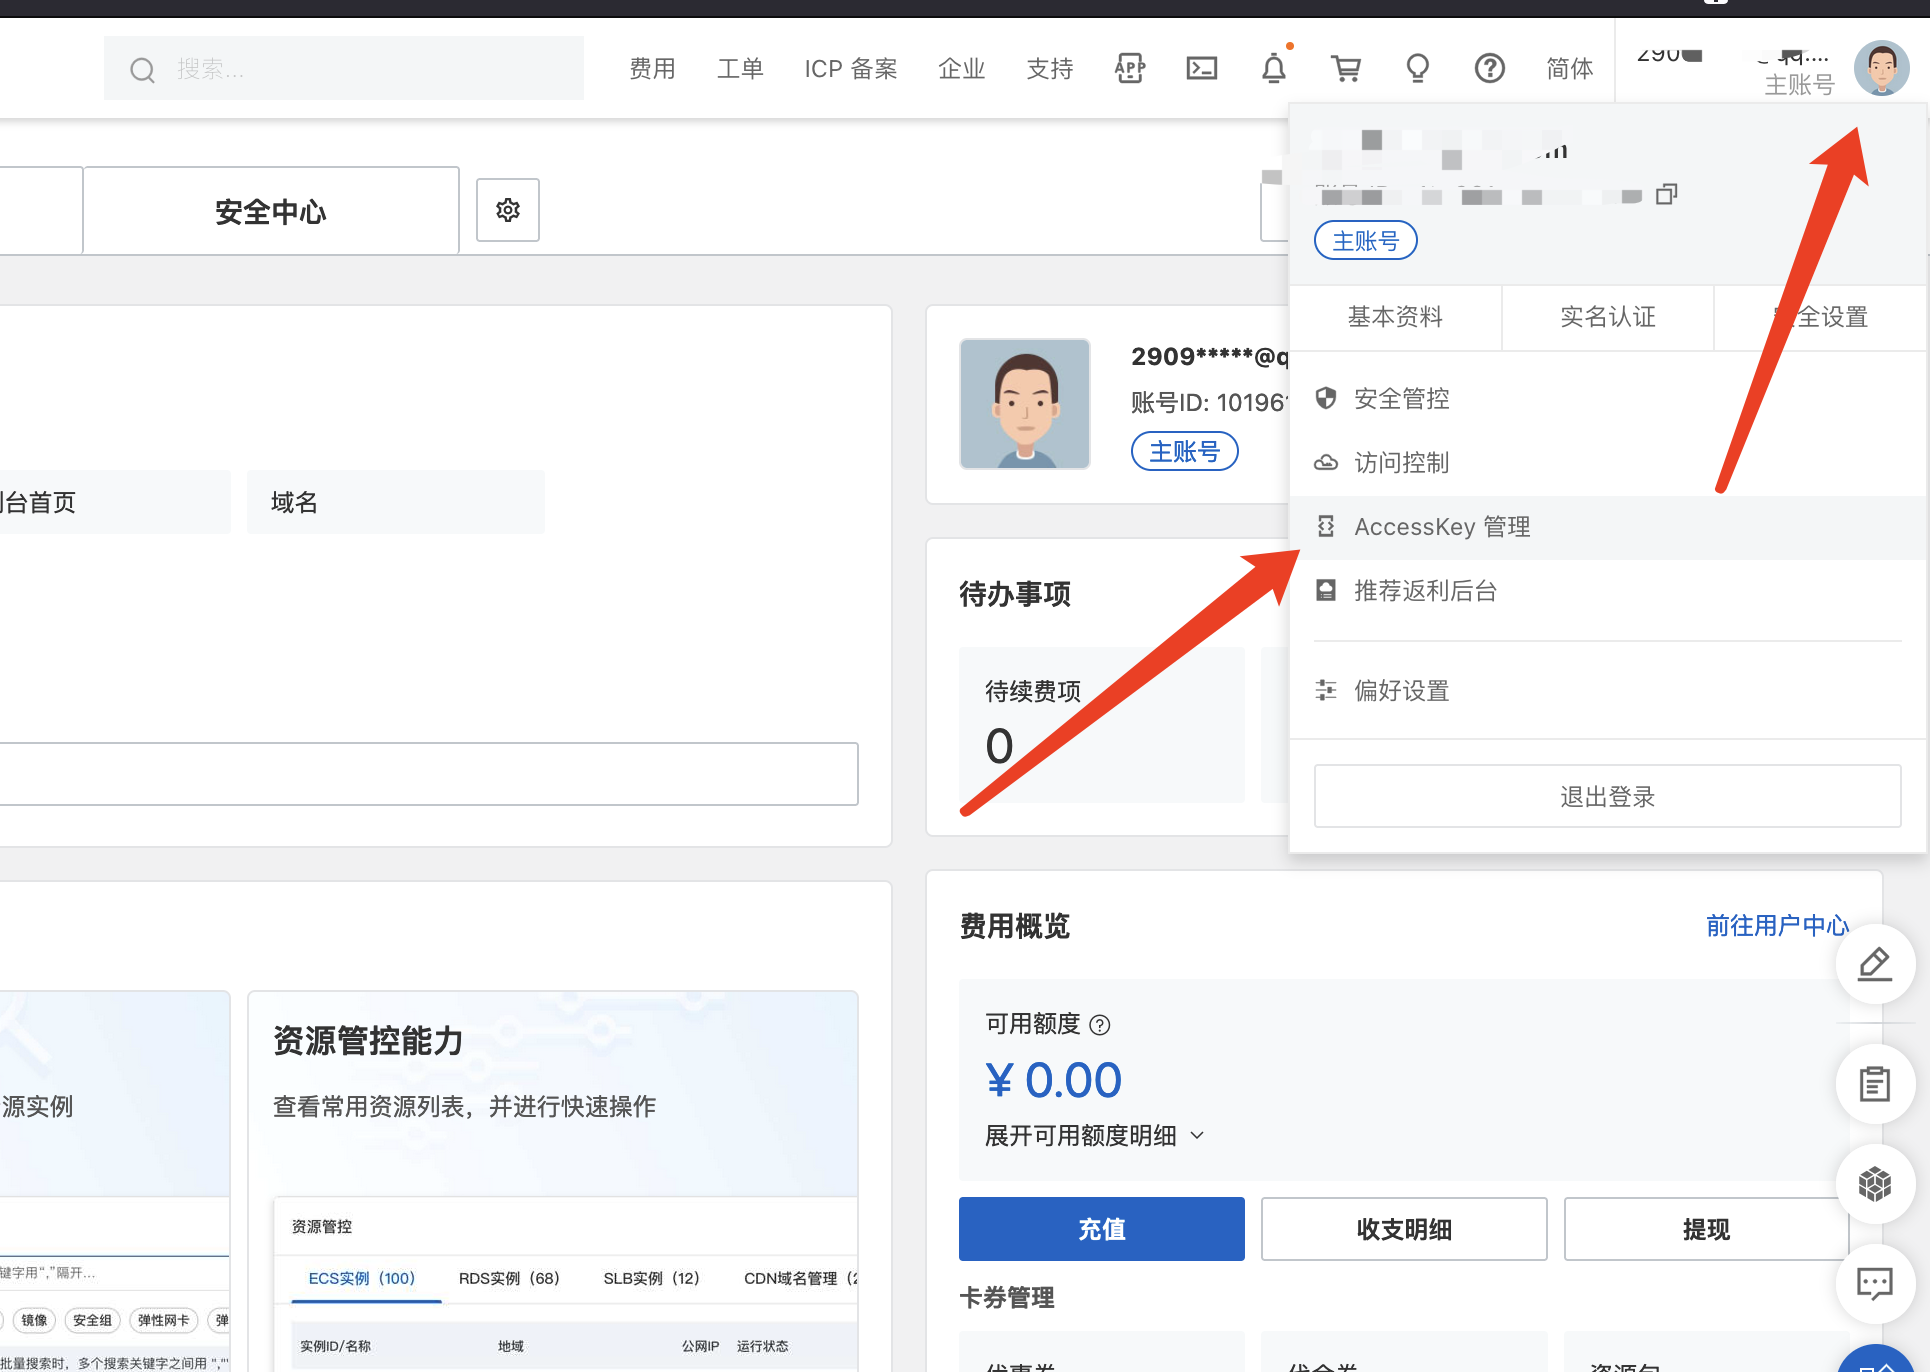 搜索...
费用
工单
ICP 备案
企业
支持
APP
简体
主账号
主账号
基本资料
实名认证
全设置
安全管控
访问控制
AccessKey 管理
推荐返利后台
偏好设置
退出登录
安全中心
台首页
域名
2909*****@q
账号ID: 10196
主账号
待办事项
待续费项
0
费用概览
前往用户中心
可用额度
¥ 0.00
展开可用额度明细
充值
收支明细
提现
卡券管理
源实例
资源管控能力
查看常用资源列表，并进行快速操作
资源管控
ECS实例（100）
RDS实例（68）
SLB实例（12）
CDN域名管理（2
键字用“,”隔开...
镜像
安全组
弹性网卡
弹
实例ID/名称
地域
公网IP
运行状态
批量搜索时，多个搜索关键字之间用 ","